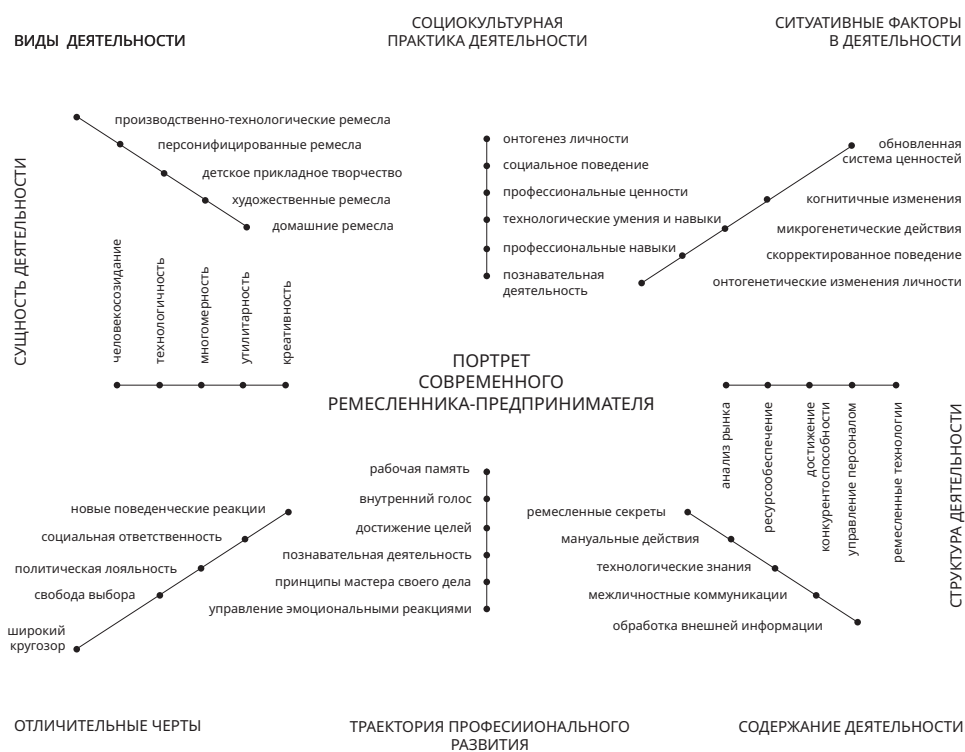 ВИДЫ ДЕЯТЕЛЬНОСТИ
СОЦИОКУЛЬТУРНАЯ
ПРАКТИКА ДЕЯТЕЛЬНОСТИ
СИТУАТИВНЫЕ ФАКТОРЫ
В ДЕЯТЕЛЬНОСТИ
СУЩНОСТЬ ДЕЯТЕЛЬНОСТИ
производственно-технологические ремесла
персонифицированные ремесла
детское прикладное творчество
художественные ремесла
домашние ремесла
онтогенез личности
социальное поведение
профессиональные ценности
технологические умения и навыки
профессиональные навыки
познавательная
деятельность
обновленная
система ценностей
когнитичные изменения
микрогенетические действия
скорректированное поведение
онтогенетические изменения личности
человекосозидание
технологичность
многомерность
утилитарность
креативность
ПОРТРЕТ
СОВРЕМЕННОГО
РЕМЕСЛЕННИКА-ПРЕДПРИНИМАТЕЛЯ
анализ рынка
ресурсообеспечение
достижение
конкурентоспособности
управление персоналом
ремесленные технологии
СТРУКТУРА ДЕЯТЕЛЬНОСТИ
новые поведенческие реакции
социальная ответственность
политическая лояльность
свобода выбора
широкий
кругозор
рабочая память
внутренний голос
достижение целей
познавательная деятельность
принципы мастера своего дела
управление эмоциональными реакциями
ремесленные секреты
мануальные действия
технологические знания
межличностные коммуникации
обработка внешней информации
ОТЛИЧИТЕЛЬНЫЕ ЧЕРТЫ
ТРАЕКТОРИЯ ПРОФЕСИИОНАЛЬНОГО
РАЗВИТИЯ
СОДЕРЖАНИЕ ДЕЯТЕЛЬНОСТИ